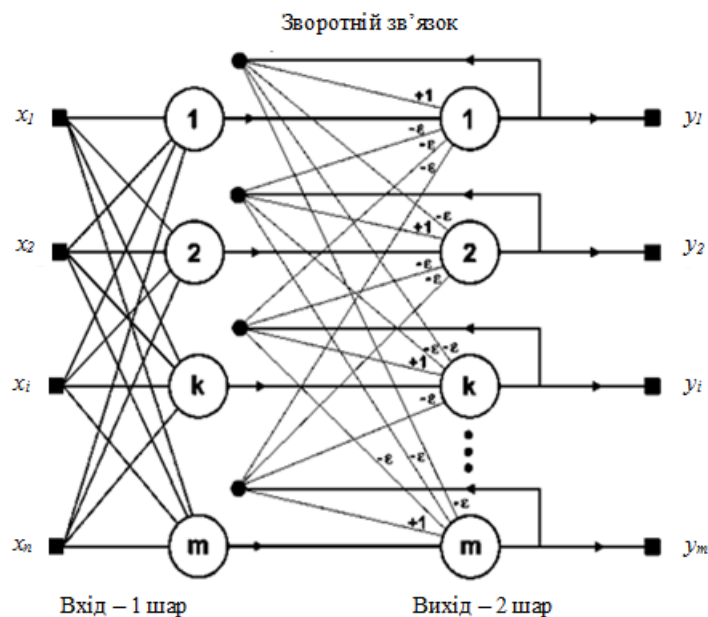 Зворотній зв’язок
x1 1 +1 1 y1
-ε
-ε
-ε
x2 2 -ε +1 2 y2
-ε
-ε
xi k -ε -ε +1 k yi
-ε
-ε -ε
-ε
xn m +1 m ym
Вхід – 1 шар Вихід – 2 шар